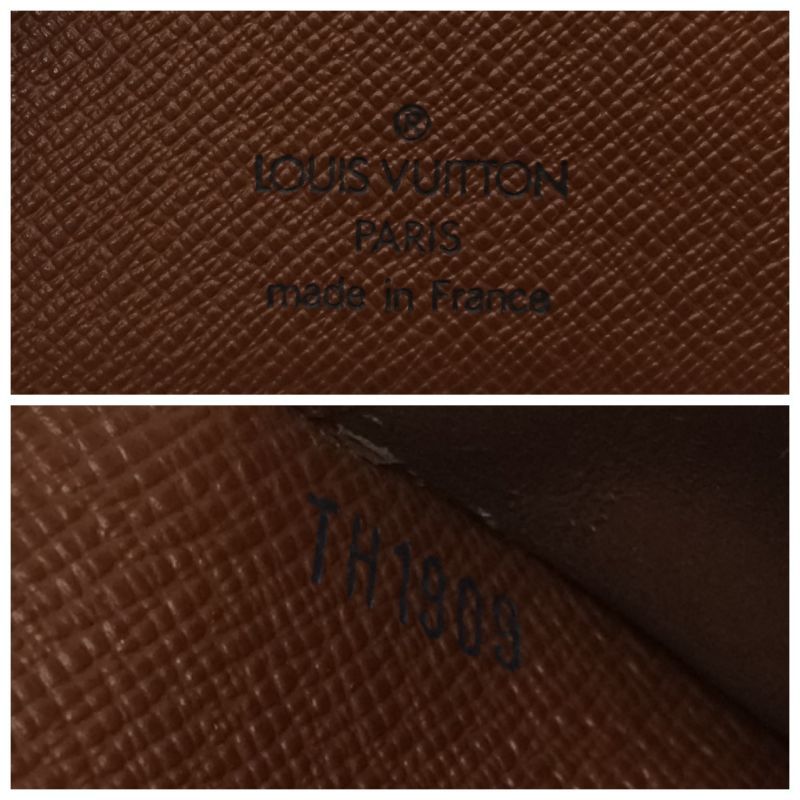 ®
LOUIS VUITTON
PARIS
made in France
TH1909